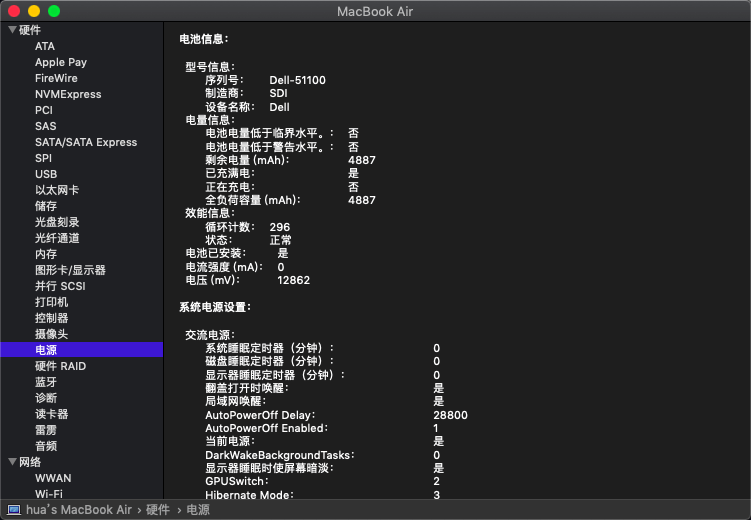 MacBook Air
硬件
ATA
Apple Pay
FireWire
NVMExpress
PCI
SAS
SATA/SATA Express
SPI
USB
以太网卡
储存
光盘刻录
光纤通道
内存
图形卡/显示器
并行 SCSI
打印机
控制器
摄像头
电源
硬件 RAID
蓝牙
诊断
读卡器
雷雳
音频
网络
WWAN
Wi-Fi
电池信息：
型号信息：
序列号： Dell-51100
制造商： SDI
设备名称： Dell
电量信息：
电池电量低于临界水平。： 否
电池电量低于警告水平。： 否
剩余电量 (mAh)： 4887
已充满电： 是
正在充电： 否
全负荷容量 (mAh)： 4887
效能信息：
循环计数： 296
状态： 正常
电池已安装： 是
电流强度 (mA)： 0
电压 (mV)： 12862
系统电源设置：
交流电源：
系统睡眠定时器（分钟）： 0
磁盘睡眠定时器（分钟）： 0
显示器睡眠定时器（分钟）： 0
翻盖打开时唤醒： 是
局域网唤醒： 是
AutoPowerOff Delay： 28800
AutoPowerOff Enabled： 1
当前电源： 是
DarkWakeBackgroundTasks： 0
显示器睡眠时使屏幕暗淡： 是
GPUSwitch： 2
Hibernate Mode： 3
hua's MacBook Air › 硬件 › 电源